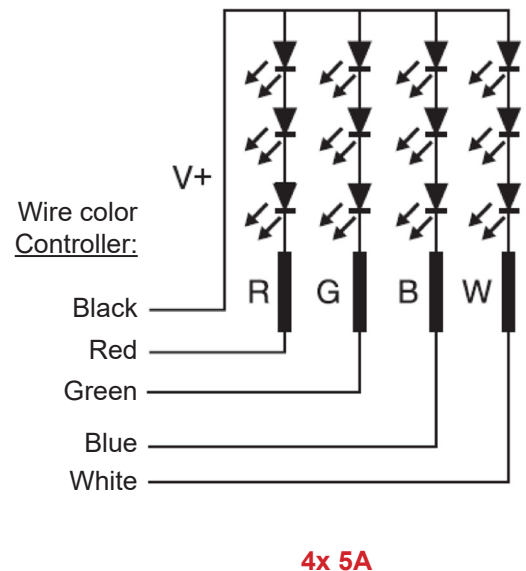 V+
Wire color
Controller:
R G B W
Black
Red
Green
Blue
White
4x 5A